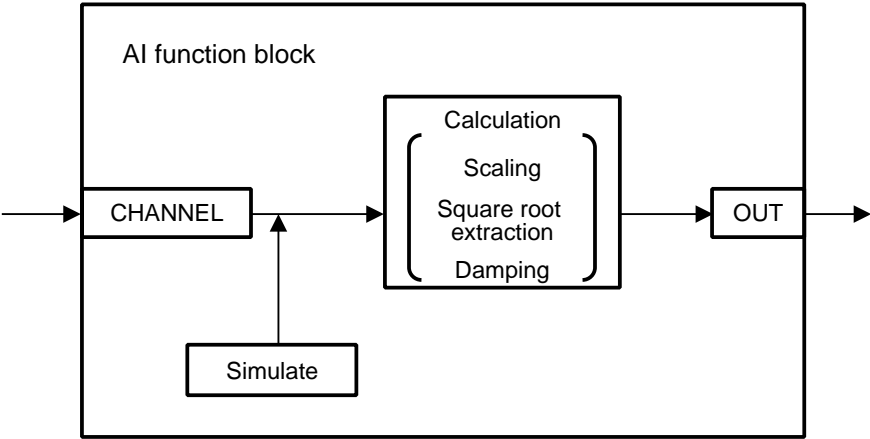 AI function block
Calculation
Scaling
Square root
extraction
Damping
CHANNEL
OUT
Simulate